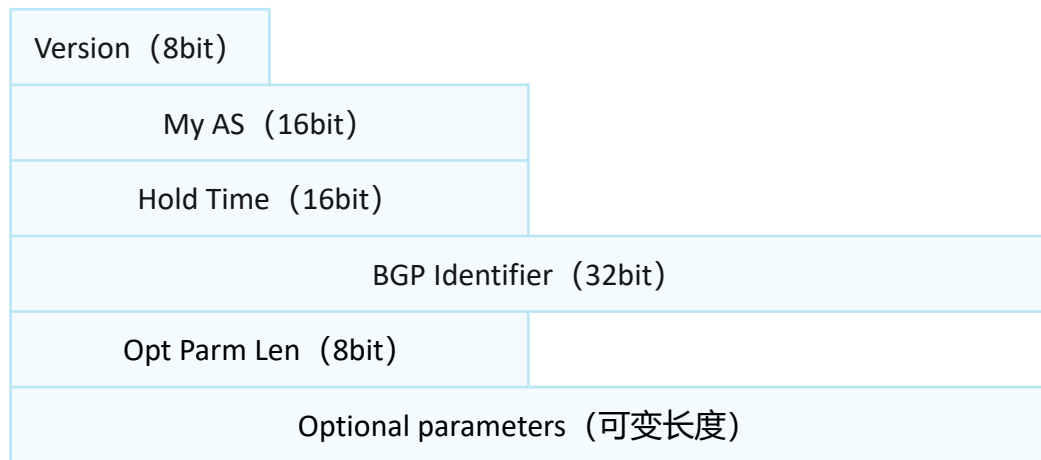 Version（8bit）
My AS（16bit）
Hold Time（16bit）
BGP Identifier（32bit）
Opt Parm Len（8bit）
Optional parameters（可变长度）